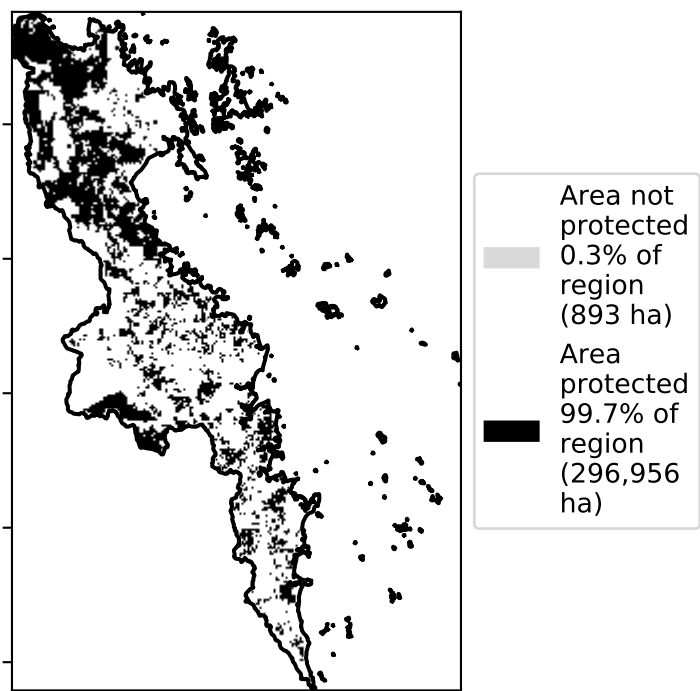 Area not
protected
0.3% of
region
(893 ha)
Area
protected
99.7% of
region
(296,956
ha)